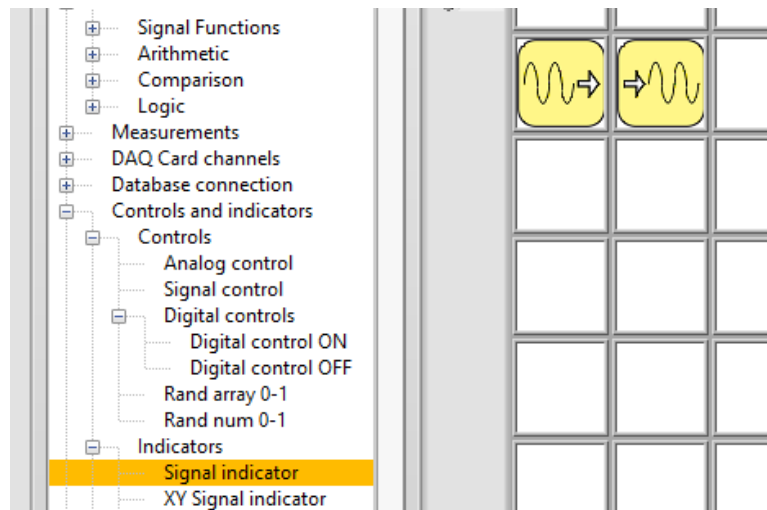 Signal Functions
Arithmetic
Comparison
Logic
Measurements
DAQ Card channels
Database connection
Controls and indicators
Controls
Analog control
Signal control
Digital controls
Digital control ON
Digital control OFF
Rand array 0-1
Rand num 0-1
Indicators
Signal indicator
XY Signal indicator